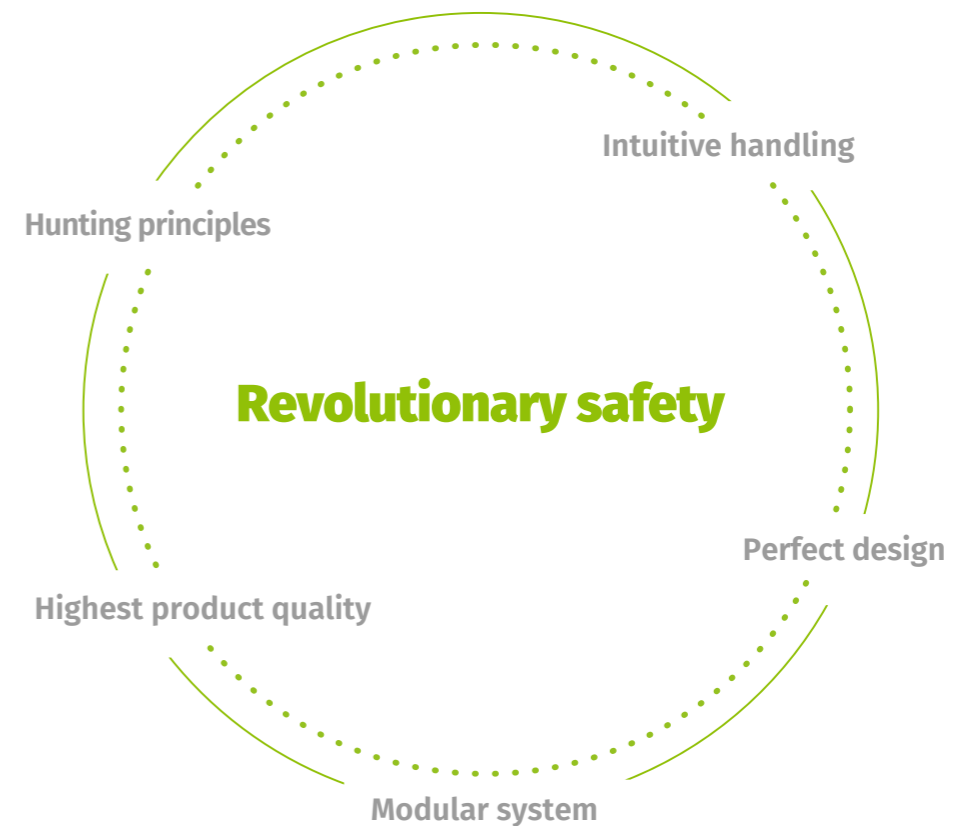 Intuitive handling
Hunting principles
Revolutionary safety
Perfect design
Highest product quality
Modular system